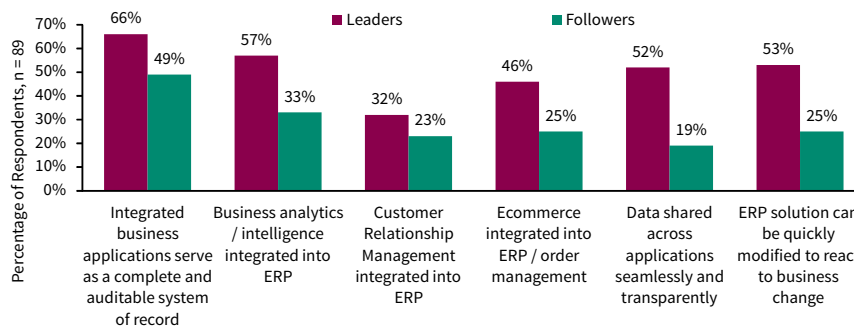 Leaders
Followers
Percentage of Respondents, n = 89
70%
60%
50%
40%
30%
20%
10%
0%
66%
49%
57%
33%
32%
23%
46%
25%
52%
19%
53%
25%
Integrated
business
applications serve
as a complete and
auditable system
of record
Business analytics
/ intelligence
integrated into
ERP
Customer
Relationship
Management
integrated into
ERP
Ecommerce
integrated into
ERP / order
management
Data shared
across
applications
seamlessly and
transparently
ERP solution can
be quickly
modified to react
to business
change